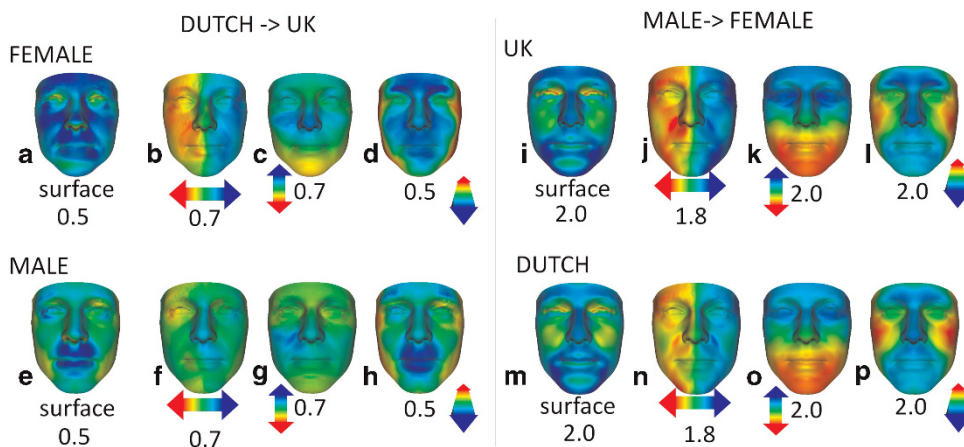 DUTCH -> UK
MALE-> FEMALE
FEMALE
UK
a
b
c
d
i
j
k
l
surface
0.5
0.7
0.7
0.5
surface
2.0
1.8
2.0
2.0
MALE
DUTCH
e
f
g
h
m
n
o
p
surface
0.5
0.7
0.7
0.5
surface
2.0
1.8
2.0
2.0